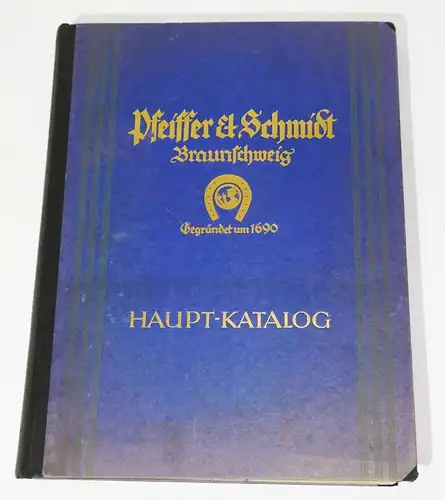 Pfeiffer & Schmidt
Braunschweig
Gegründet um 1690
HAUPT-KATALOG